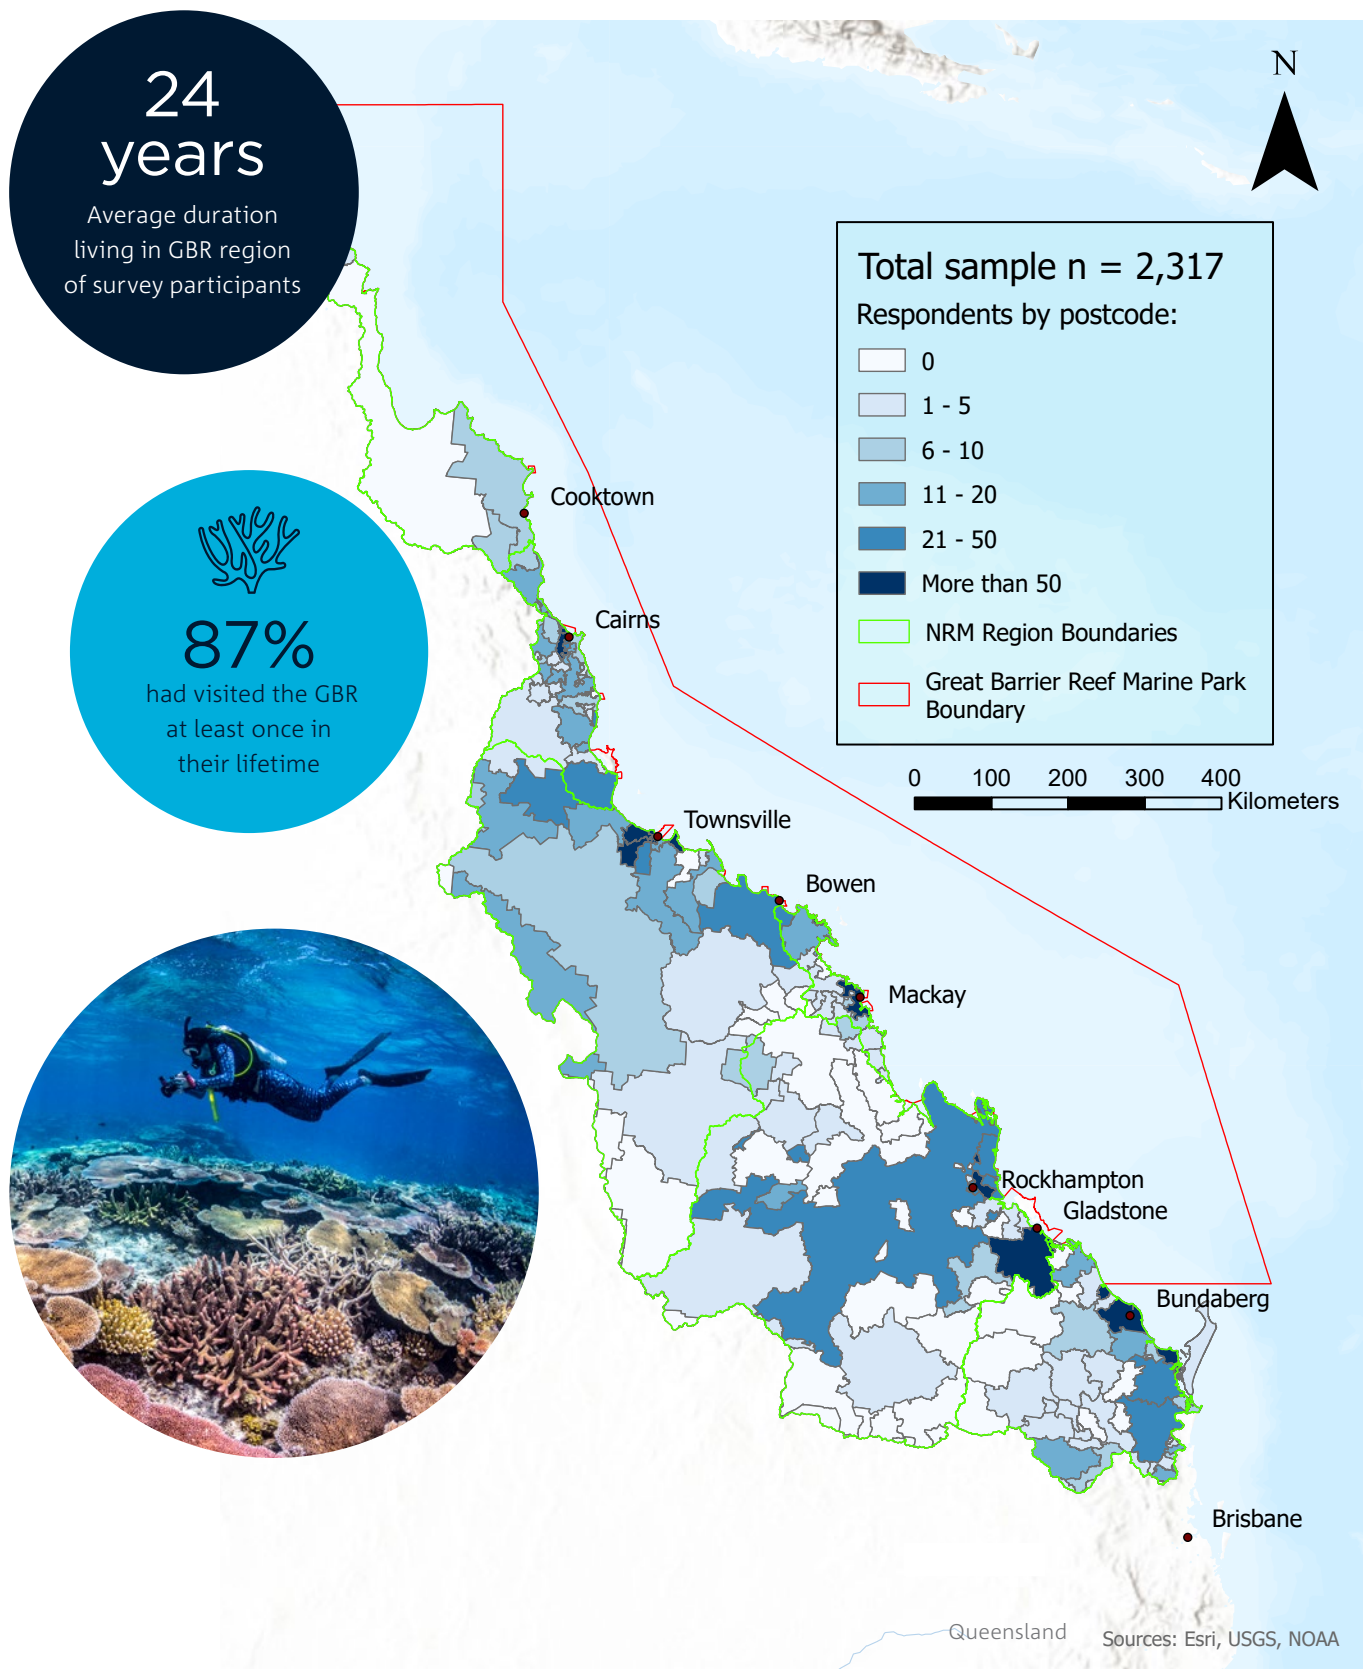 24
years
Average duration
living in GBR region
of survey participants
N
Total sample n = 2,317
Respondents by postcode:
0
1 - 5
6 - 10
11 - 20
21 - 50
More than 50
NRM Region Boundaries
Great Barrier Reef Marine Park
Boundary
0 100 200 300 400
Kilometers
Cooktown
Cairns
87%
had visited the GBR
at least once in
their lifetime
Townsville
Bowen
Mackay
Rockhampton
Gladstone
Bundaberg
Brisbane
Queensland
Sources: Esri, USGS, NOAA